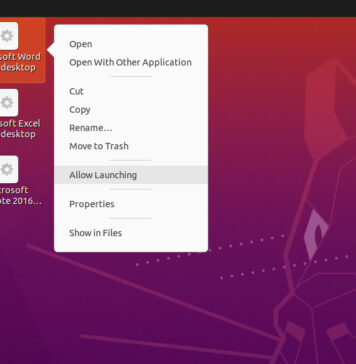 soft Word
desktop
soft Excel
desktop
crosoft
ote 2016...
Open
Open With Other Application
Cut
Copy
Rename...
Move to Trash
Allow Launching
Properties
Show in Files